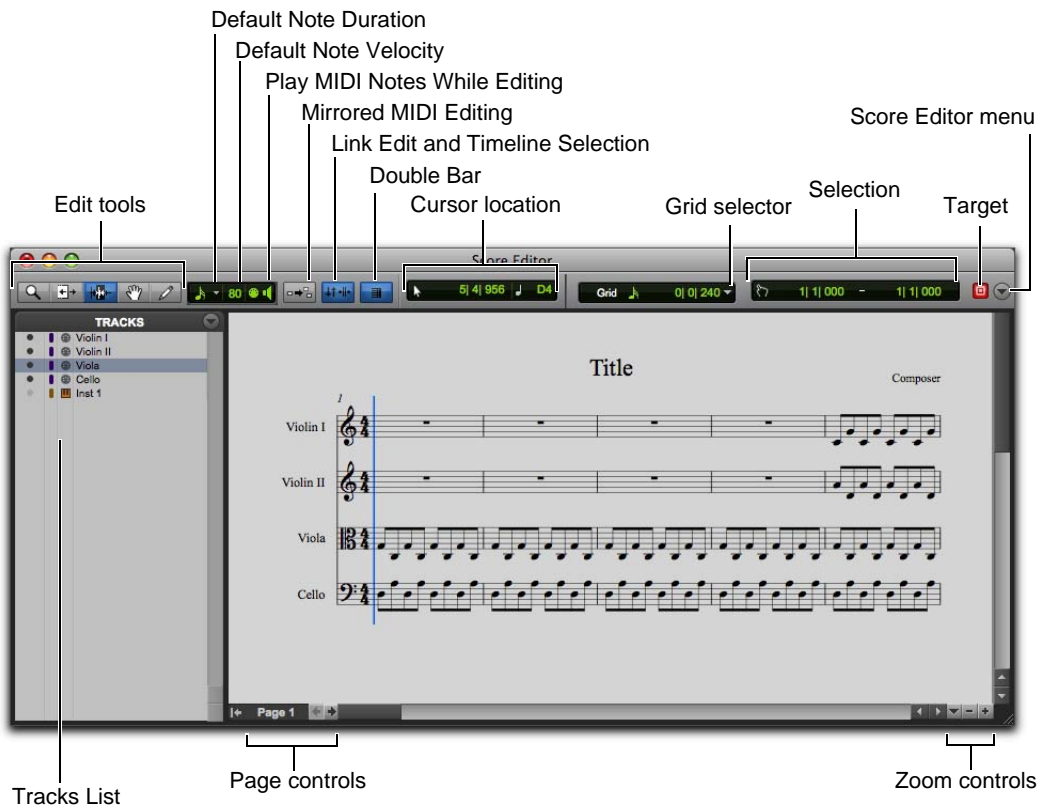 Default Note Duration
Default Note Velocity
Play MIDI Notes While Editing
Mirrored MIDI Editing
Link Edit and Timeline Selection
Double Bar
Score Editor menu
Edit tools
Cursor location
Grid selector
Selection
Target
Score Editor
80
5| 4| 956
D4
Grid
0| 0| 240
1| 1| 000 - 1| 1| 000
TRACKS
Violin I
Violin II
Viola
Cello
Inst 1
Title
Composer
1
Violin I
Violin II
Viola
Cello
Page 1
Page controls
Zoom controls
Tracks List